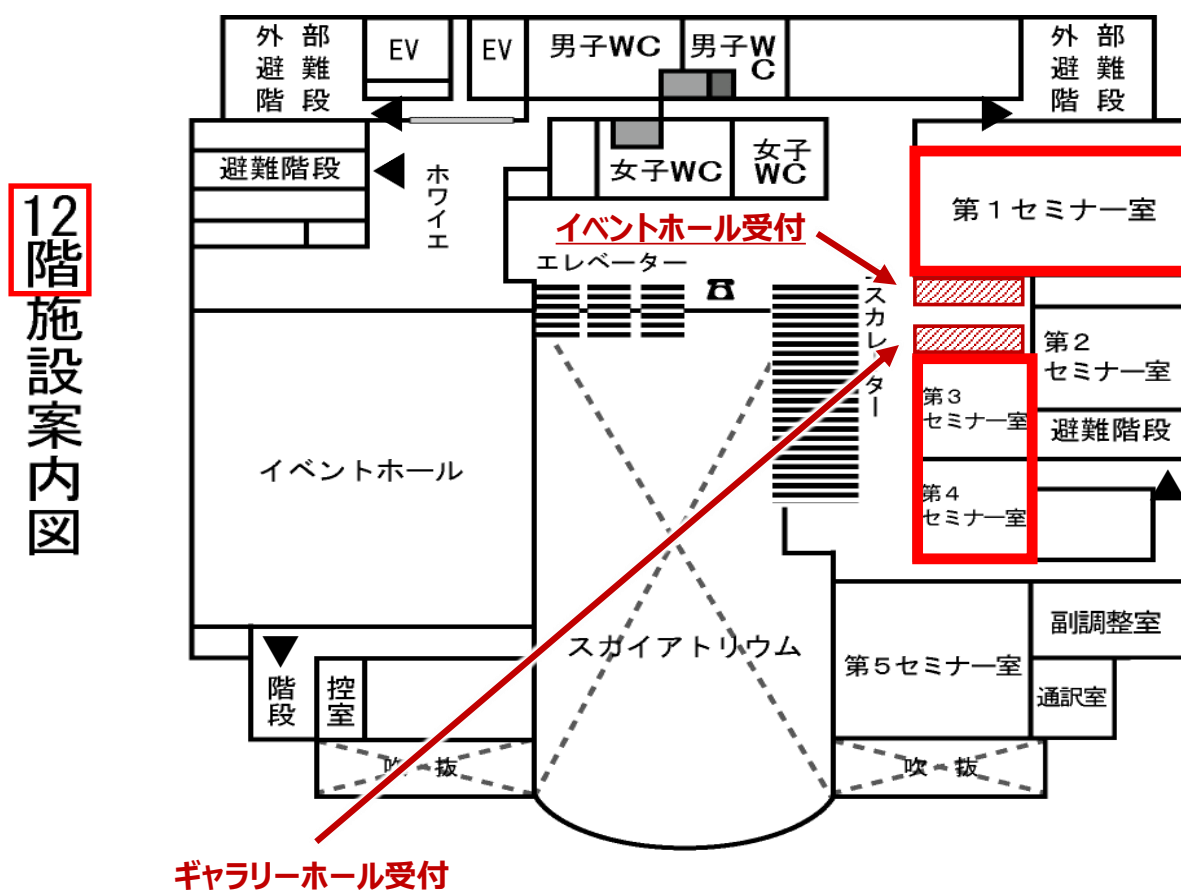 12階施設案内図
外部
避難
階段
EV
EV
男子WC
男子W
C
外部
避難
階段
避難階段
ホワイエ
女子WC
女子
WC
第1セミナー室
イベントホール受付
エレベーター
エスカレーター
第2
セミナー室
第3
セミナー室
避難階段
イベントホール
第4
セミナー室
スカイアトリウム
第5セミナー室
副調整室
通訳室
階段
控室
吹抜
吹抜
ギャラリーホール受付